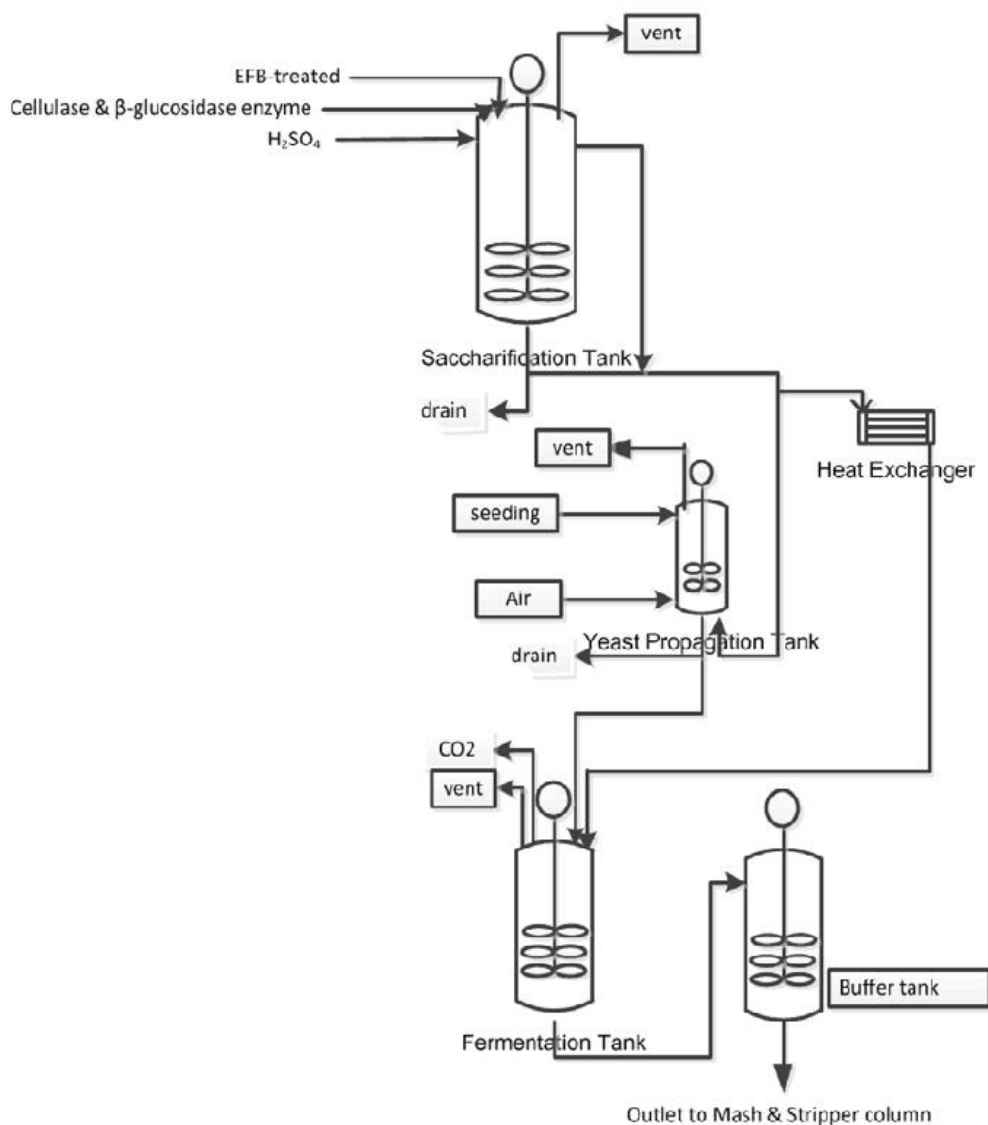 vent
EFB-treated
Cellulase & β-glucosidase enzyme
H₂SO₄
Saccharification Tank
drain
vent
Heat Exchanger
seeding
Air
Yeast Propagation Tank
drain
CO2
vent
Buffer tank
Fermentation Tank
Outlet to Mash & Stripper column